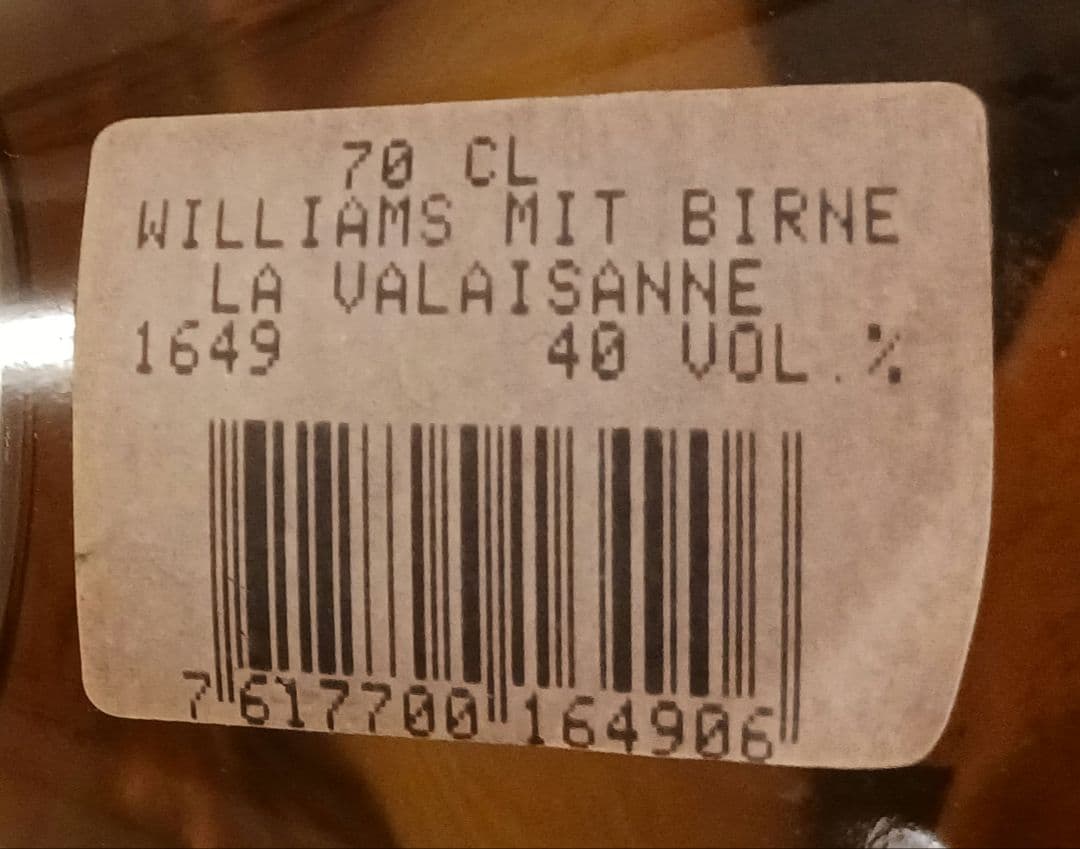 70 CL
WILLIAMS MIT BIRNE
LA VALAISANNE
1649 40 VOL.%
7 617700 164906